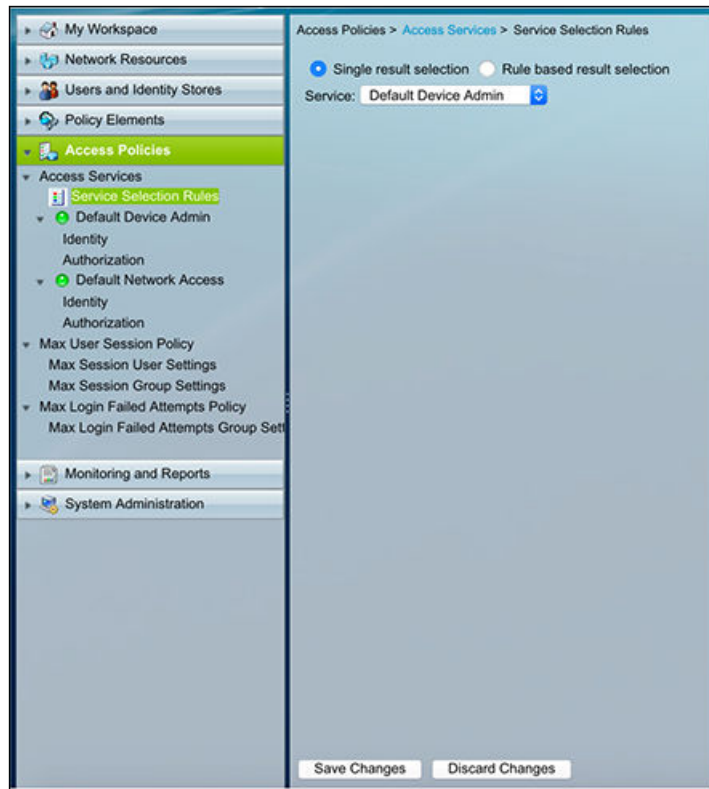 My Workspace
Network Resources
Users and Identity Stores
Policy Elements
Access Policies
Access Services
Service Selection Rules
Default Device Admin
Identity
Authorization
Default Network Access
Identity
Authorization
Max User Session Policy
Max Session User Settings
Max Session Group Settings
Max Login Failed Attempts Policy
Max Login Failed Attempts Group Sett
Monitoring and Reports
System Administration
Access Policies > Access Services > Service Selection Rules
Single result selection Rule based result selection
Service: Default Device Admin
Save Changes Discard Changes